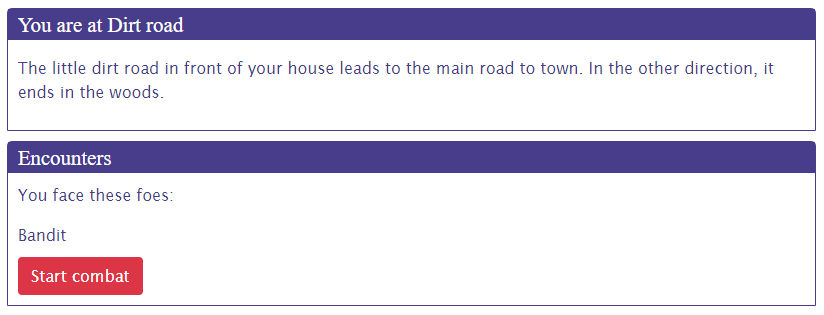 You are at Dirt road
The little dirt road in front of your house leads to the main road to town. In the other direction, it
ends in the woods.
Encounters
You face these foes:
Bandit
Start combat